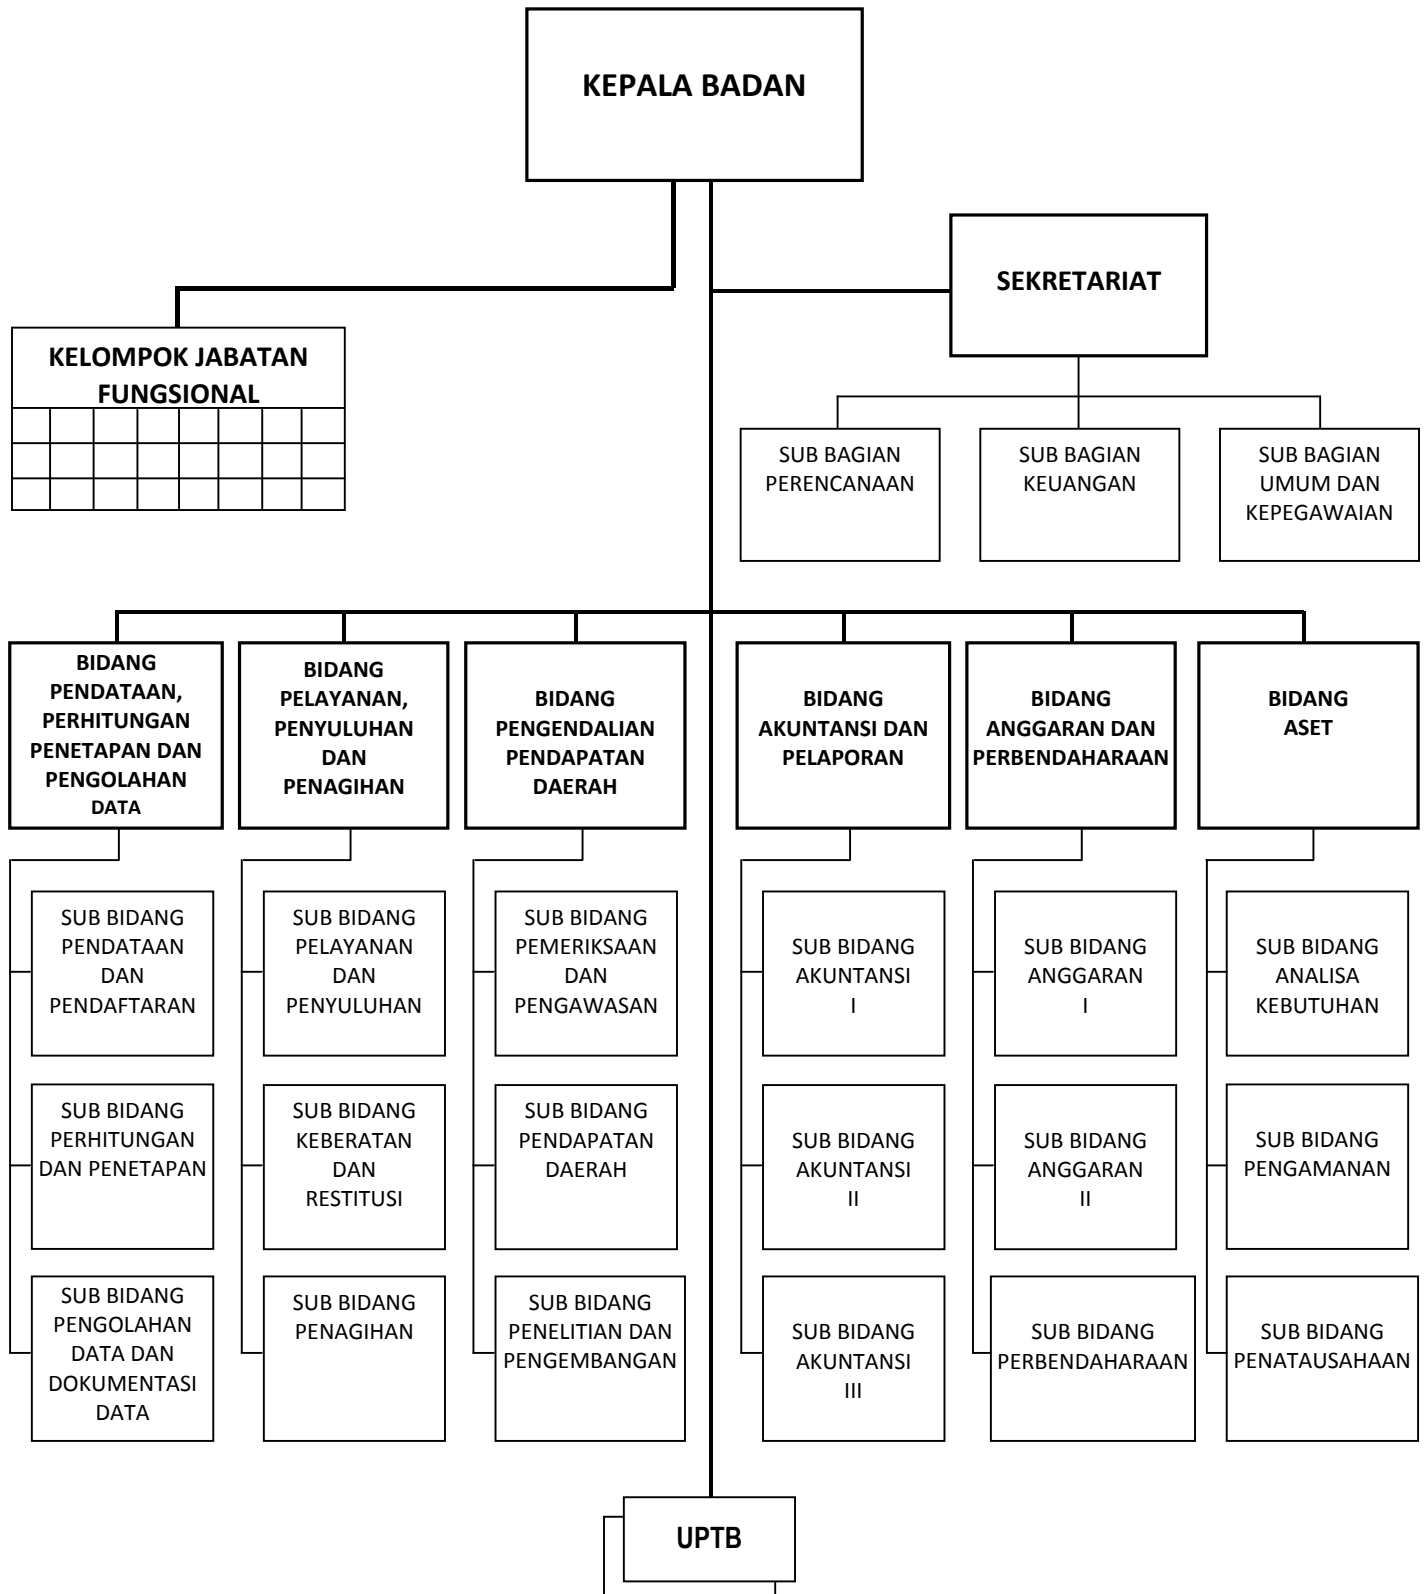 KEPALA BADAN
SEKRETARIAT
KELOMPOK JABATAN
FUNGSIONAL
SUB BAGIAN
PERENCANAAN
SUB BAGIAN
KEUANGAN
SUB BAGIAN
UMUM DAN
KEPEGAWAIAN
BIDANG
PENDATAAN,
PERHITUNGAN
PENETAPAN DAN
PENGOLAHAN
DATA
BIDANG
PELAYANAN,
PENYULUHAN
DAN
PENAGIHAN
BIDANG
PENGENDALIAN
PENDAPATAN
DAERAH
BIDANG
AKUNTANSI DAN
PELAPORAN
BIDANG
ANGGARAN DAN
PERBENDAHARAAN
BIDANG
ASET
SUB BIDANG
PENDATAAN
DAN
PENDAFTARAN
SUB BIDANG
PELAYANAN
DAN
PENYULUHAN
SUB BIDANG
PEMERIKSAAN
DAN
PENGAWASAN
SUB BIDANG
AKUNTANSI
I
SUB BIDANG
ANGGARAN
I
SUB BIDANG
ANALISA
KEBUTUHAN
SUB BIDANG
PERHITUNGAN
DAN PENETAPAN
SUB BIDANG
KEBERATAN
DAN
RESTITUSI
SUB BIDANG
PENDAPATAN
DAERAH
SUB BIDANG
AKUNTANSI
II
SUB BIDANG
ANGGARAN
II
SUB BIDANG
PENGAMANAN
SUB BIDANG
PENGOLAHAN
DATA DAN
DOKUMENTASI
DATA
SUB BIDANG
PENAGIHAN
SUB BIDANG
PENELITIAN DAN
PENGEMBANGAN
SUB BIDANG
AKUNTANSI
III
SUB BIDANG
PERBENDAHARAAN
SUB BIDANG
PENATAUSAHAAN
UPTB